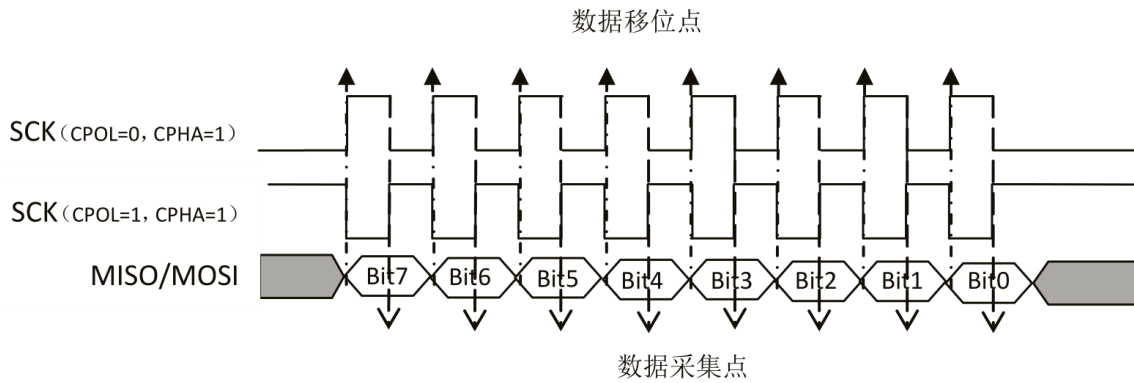 数据移位点
SCK（CPOL=0，CPHA=1）
SCK（CPOL=1，CPHA=1）
MISO/MOSI Bit7 Bit6 Bit5 Bit4 Bit3 Bit2 Bit1 Bit0
数据采集点